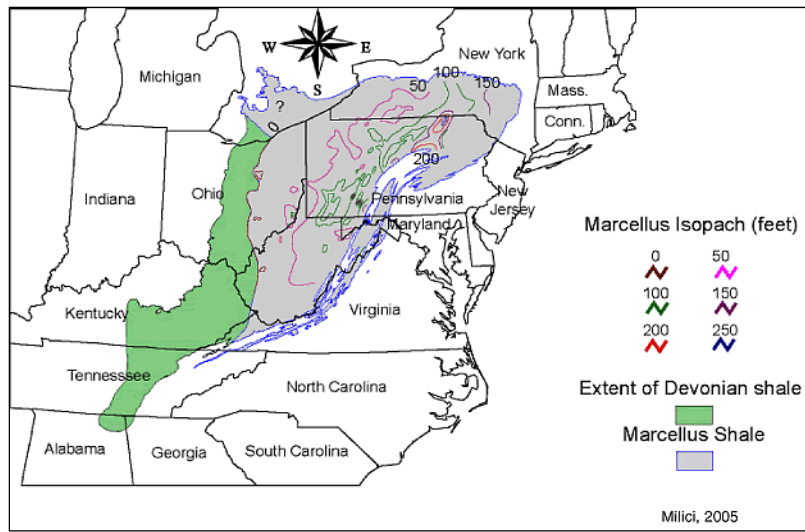 W E
S
New York
Michigan
50 100 150
Mass.
Conn.
?
0
200
Ohio
Indiana
Pennsylvania
New
Jersey
Maryland
Marcellus Isopach (feet)
0 50
100 150
200 250
Kentucky
Virginia
Tennesssee
North Carolina
Extent of Devonian shale
Marcellus Shale
Alabama
Georgia
South Carolina
Milici, 2005